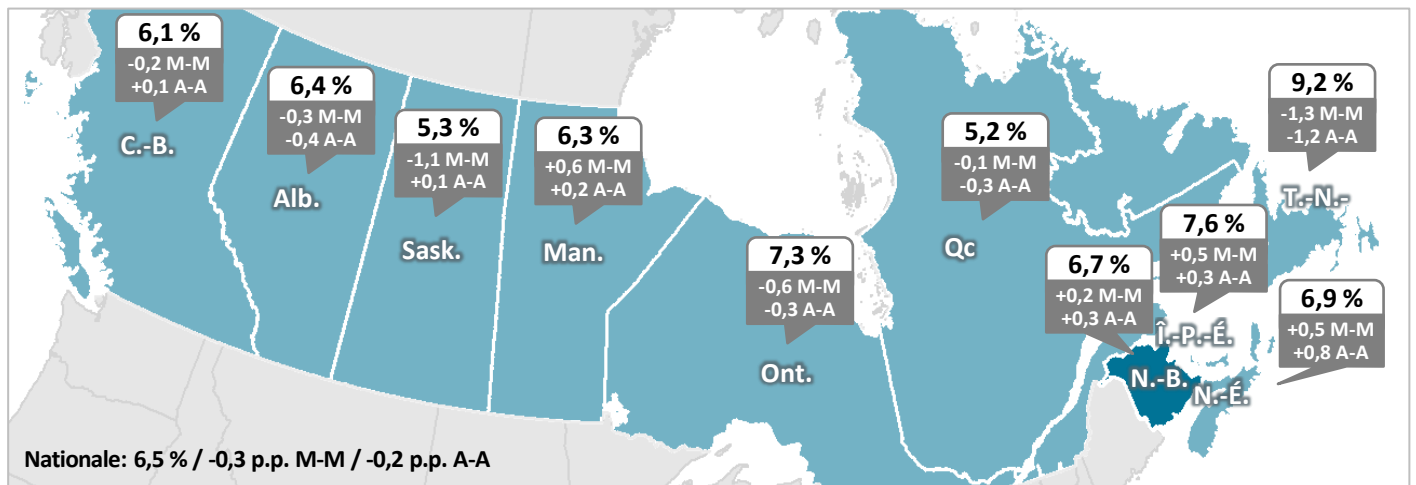 6,1 %
-0,2 M-M
+0,1 A-A
C.-B.
6,4 %
-0,3 M-M
-0,4 A-A
Alb.
5,3 %
-1,1 M-M
+0,1 A-A
Sask.
6,3 %
+0,6 M-M
+0,2 A-A
Man.
7,3 %
-0,6 M-M
-0,3 A-A
Ont.
5,2 %
-0,1 M-M
-0,3 A-A
Qc
9,2 %
-1,3 M-M
-1,2 A-A
T.-N.-
7,6 %
+0,5 M-M
+0,3 A-A
Î.-P.-É.
6,7 %
+0,2 M-M
+0,3 A-A
N.-B.
6,9 %
+0,5 M-M
+0,8 A-A
N.-É.
Nationale: 6,5 % / -0,3 p.p. M-M / -0,2 p.p. A-A